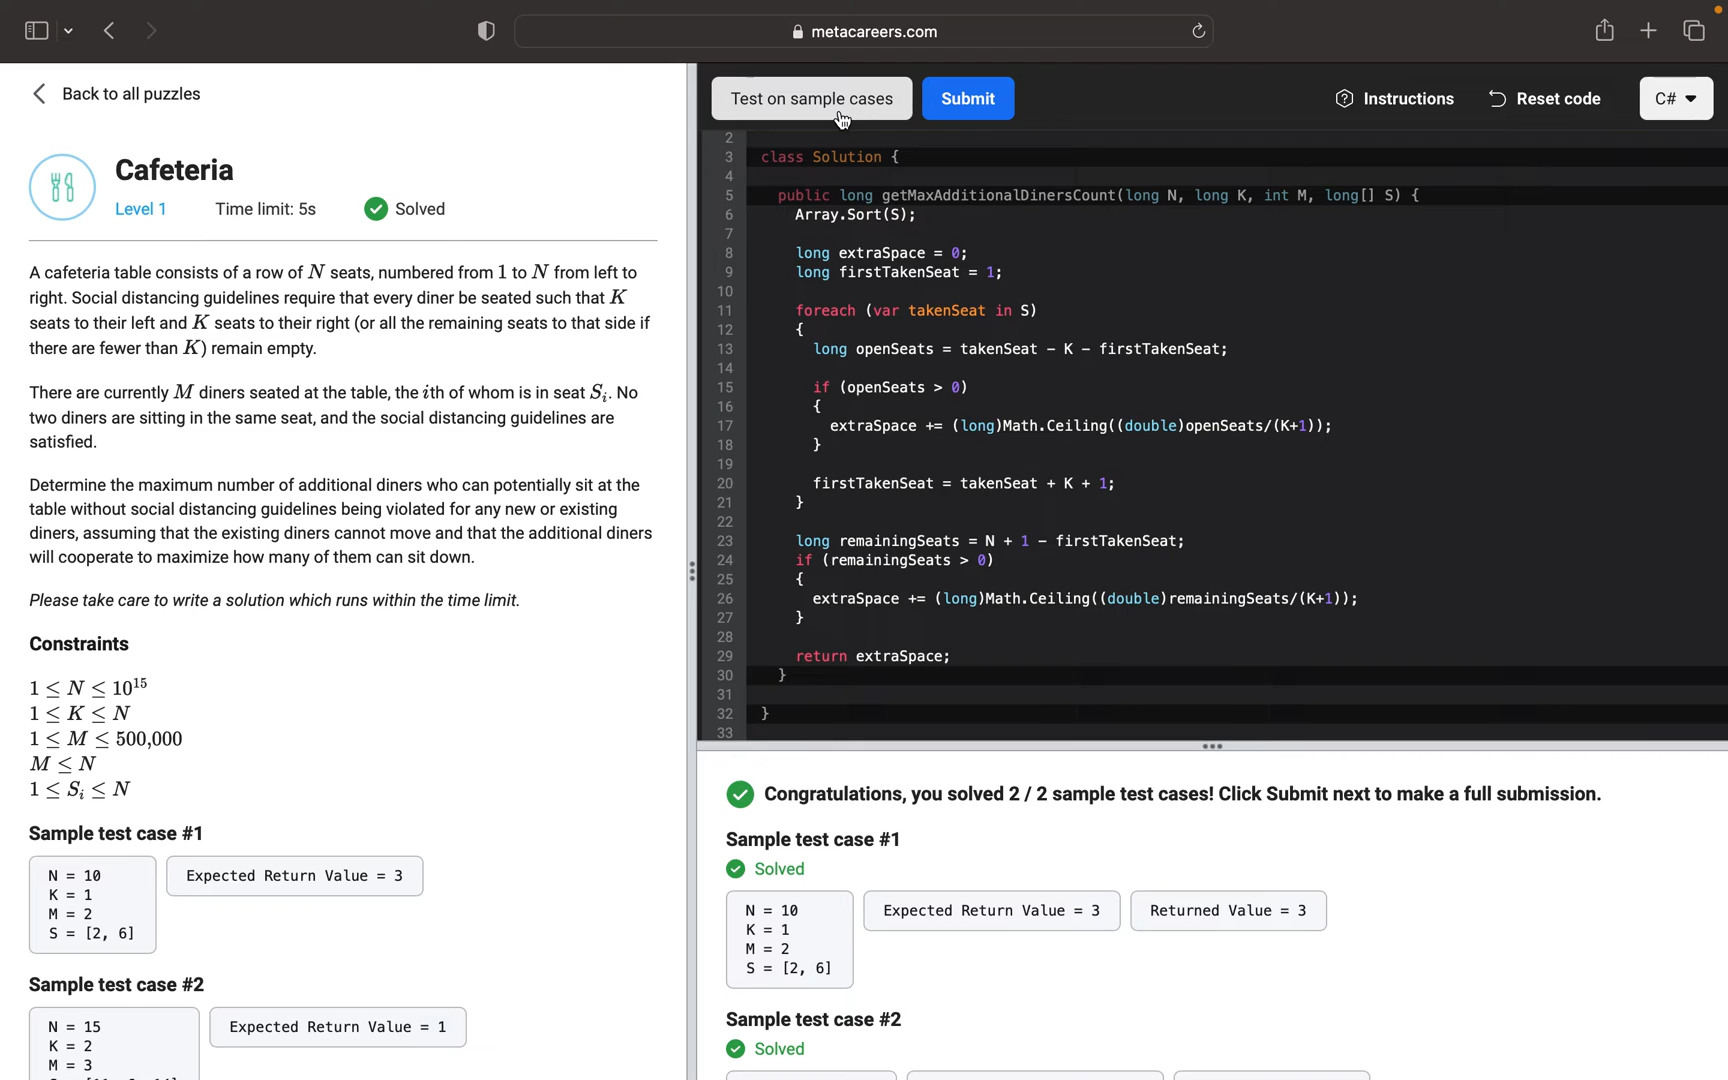 metacareers.com
Back to all puzzles
Cafeteria
Level 1 Time limit: 5s Solved
A cafeteria table consists of a row of N seats, numbered from 1 to N from left to
right. Social distancing guidelines require that every diner be seated such that K
seats to their left and K seats to their right (or all the remaining seats to that side if
there are fewer than K) remain empty.
There are currently M diners seated at the table, the ith of whom is in seat Sᵢ. No
two diners are sitting in the same seat, and the social distancing guidelines are
satisfied.
Determine the maximum number of additional diners who can potentially sit at the
table without social distancing guidelines being violated for any new or existing
diners, assuming that the existing diners cannot move and that the additional diners
will cooperate to maximize how many of them can sit down.
Please take care to write a solution which runs within the time limit.
Constraints
1 ≤ N ≤ 10¹⁵
1 ≤ K ≤ N
1 ≤ M ≤ 500,000
M ≤ N
1 ≤ Sᵢ ≤ N
Sample test case #1
N = 10
K = 1
M = 2
S = [2, 6]
Expected Return Value = 3
Sample test case #2
N = 15
K = 2
M = 3
Expected Return Value = 1
Test on sample cases Submit Instructions Reset code C#
2
3 class Solution {
4
5 public long getMaxAdditionalDinersCount(long N, long K, int M, long[] S) {
6 Array.Sort(S);
7
8 long extraSpace = 0;
9 long firstTakenSeat = 1;
10
11 foreach (var takenSeat in S)
12 {
13 long openSeats = takenSeat - K - firstTakenSeat;
14
15 if (openSeats > 0)
16 {
17 extraSpace += (long)Math.Ceiling((double)openSeats/(K+1));
18 }
19
20 firstTakenSeat = takenSeat + K + 1;
21 }
22
23 long remainingSeats = N + 1 - firstTakenSeat;
24 if (remainingSeats > 0)
25 {
26 extraSpace += (long)Math.Ceiling((double)remainingSeats/(K+1));
27 }
28
29 return extraSpace;
30 }
31
32 }
33
Congratulations, you solved 2 / 2 sample test cases! Click Submit next to make a full submission.
Sample test case #1
Solved
N = 10
K = 1
M = 2
S = [2, 6]
Expected Return Value = 3
Returned Value = 3
Sample test case #2
Solved